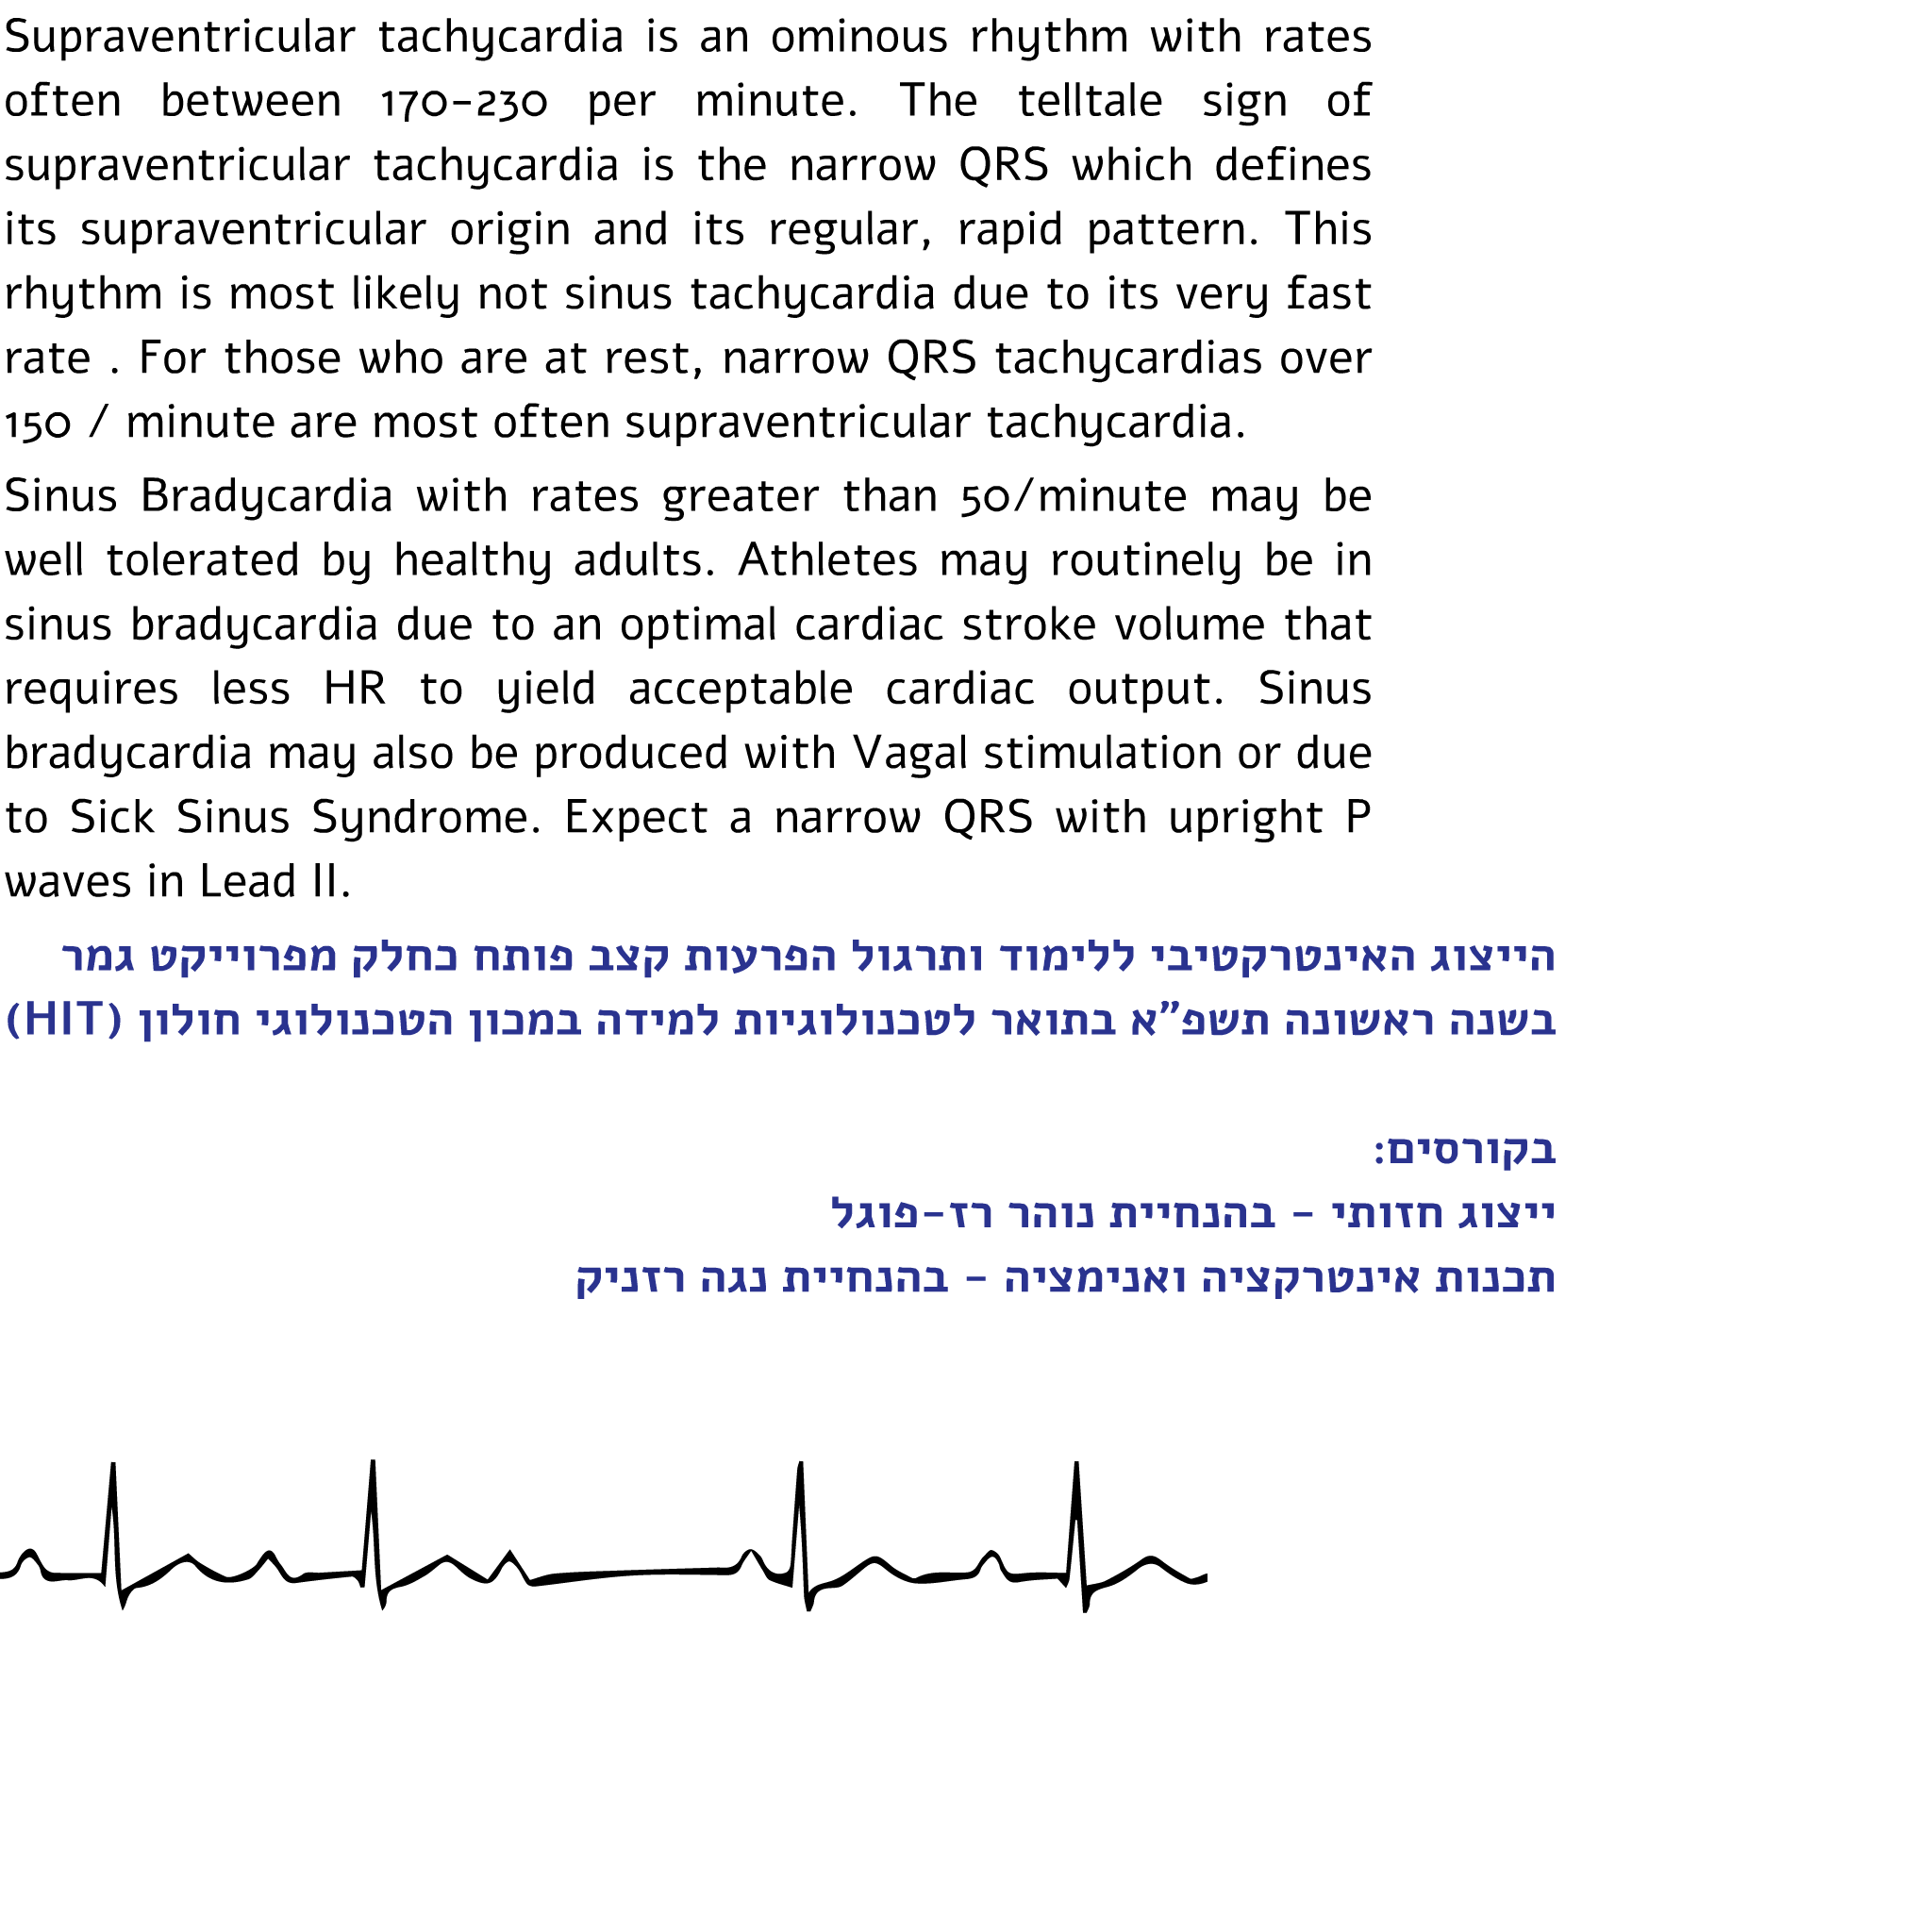 Supraventricular tachycardia is an ominous rhythm with rates
often between 170-230 per minute. The telltale sign of
supraventricular tachycardia is the narrow QRS which defines
its supraventricular origin and its regular, rapid pattern. This
rhythm is most likely not sinus tachycardia due to its very fast
rate . For those who are at rest, narrow QRS tachycardias over
150 / minute are most often supraventricular tachycardia.
Sinus Bradycardia with rates greater than 50/minute may be
well tolerated by healthy adults. Athletes may routinely be in
sinus bradycardia due to an optimal cardiac stroke volume that
requires less HR to yield acceptable cardiac output. Sinus
bradycardia may also be produced with Vagal stimulation or due
to Sick Sinus Syndrome. Expect a narrow QRS with upright P
waves in Lead II.
הייצוג האינטרקטיבי ללימוד ותרגול הפרעות קצב פותח כחלק מפרוייקט גמר
בשנה ראשונה תשפ”א בתואר לטכנולוגיות למידה במכון הטכנולוגי חולון (HIT)
בקורסים:
ייצוג חזותי - בהנחיית נוהר רז-פוגל
תכנות אינטרקציה ואנימציה - בהנחיית נגה רזניק